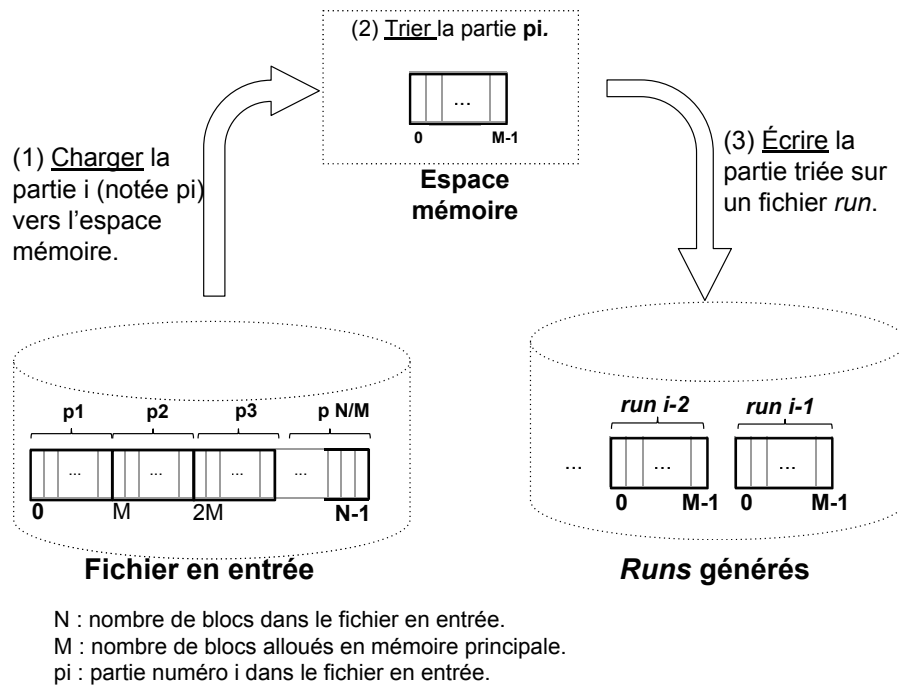 (2) Trier la partie pi.
...
0 M-1
Espace
mémoire
(1) Charger la
partie i (notée pi)
vers l'espace
mémoire.
(3) Écrire la
partie triée sur
un fichier run.
p1 p2 p3 p N/M
... ... ... ...
0 M 2M N-1
Fichier en entrée
run i-2 run i-1
... ... ...
0 M-1 0 M-1
Runs générés
N : nombre de blocs dans le fichier en entrée.
M : nombre de blocs alloués en mémoire principale.
pi : partie numéro i dans le fichier en entrée.